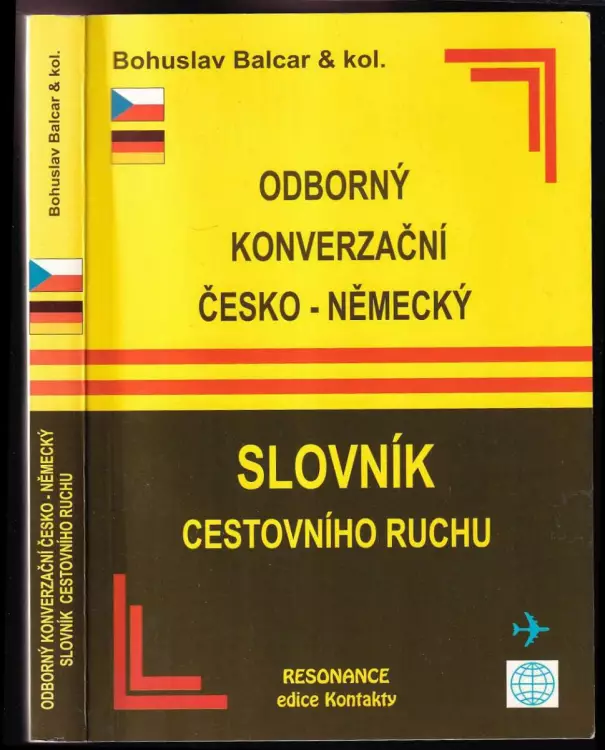 Bohuslav Balcar & kol.
ODBORNÝ KONVERZAČNÍ ČESKO - NĚMECKÝ
SLOVNÍK CESTOVNÍHO RUCHU
Bohuslav Balcar & kol.
ODBORNÝ
KONVERZAČNÍ
ČESKO - NĚMECKÝ
SLOVNÍK
CESTOVNÍHO RUCHU
RESONANCE
edice Kontakty